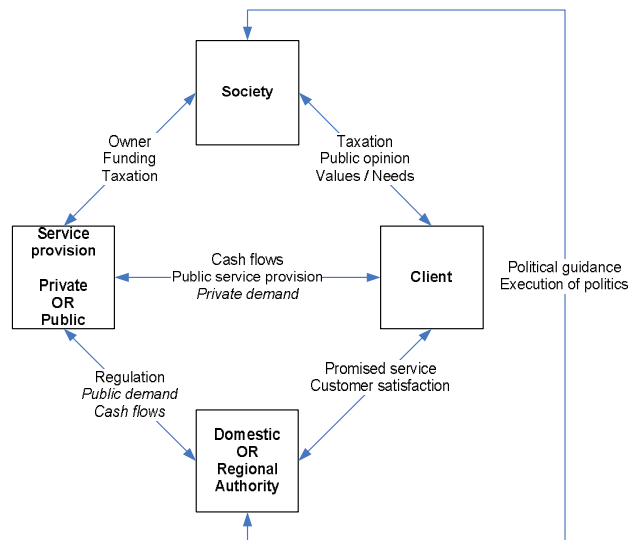 Society
Owner
Funding
Taxation
Taxation
Public opinion
Values / Needs
Service
provision
Private
OR
Public
Cash flows
Public service provision
Private demand
Client
Political guidance
Execution of politics
Regulation
Public demand
Cash flows
Promised service
Customer satisfaction
Domestic
OR
Regional
Authority